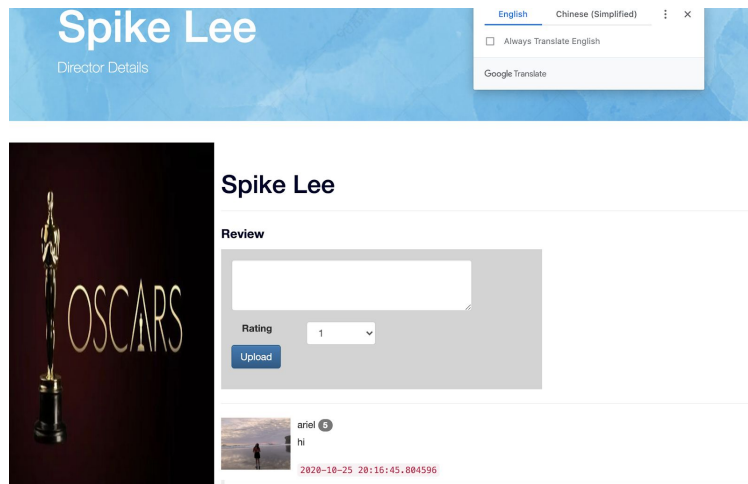 Spike Lee
Director Details
English Chinese (Simplified)
Always Translate English
Google Translate
OSCARS
Spike Lee
Review
Rating 1
Upload
ariel 5
hi
2020-10-25 20:16:45.804596